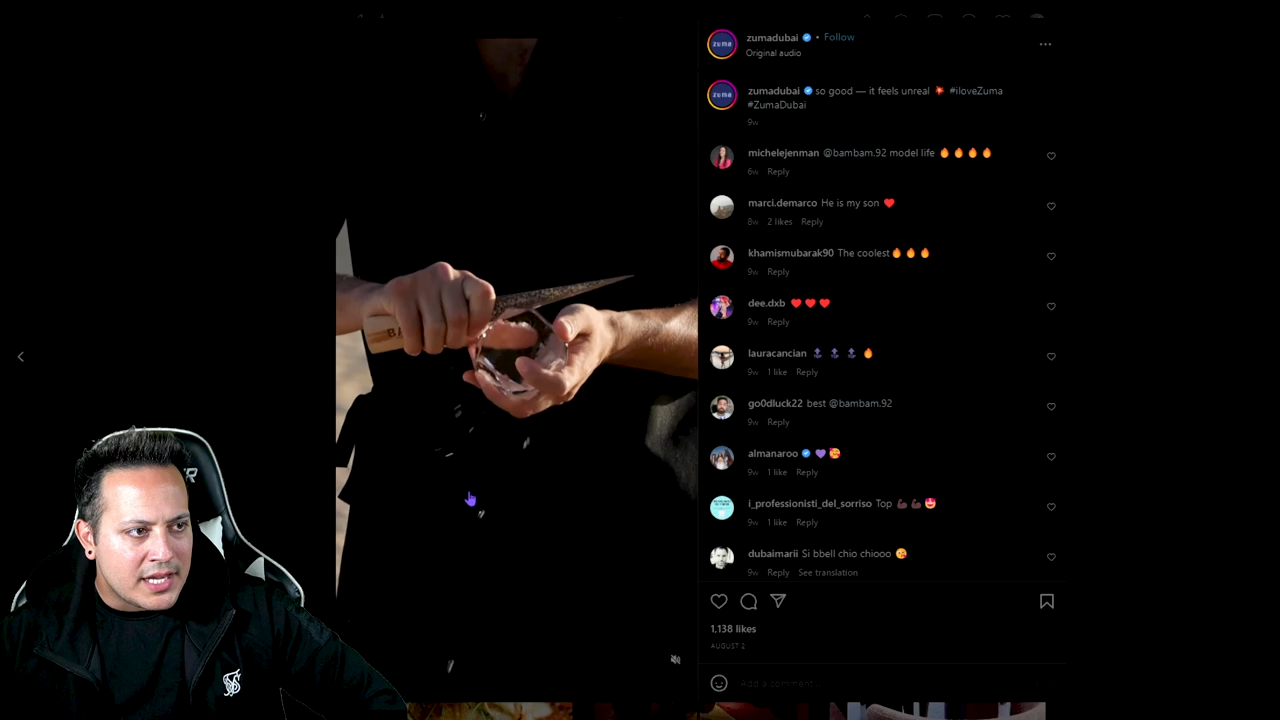 zumadubai • Follow
Original audio
zuma
zumadubai so good — it feels unreal 💥 #iloveZuma
#ZumaDubai
zuma
9w
michelejenman @bambam.92 model life 🔥🔥🔥🔥
6w Reply
marci.demarco He is my son ❤️
8w 2 likes Reply
khamismubarak90 The coolest🔥🔥🔥
9w Reply
dee.dxb ❤️❤️❤️
9w Reply
lauracancian 🔝🔝🔝🔥
9w 1 like Reply
go0dluck22 best @bambam.92
9w Reply
almanaroo 💜🥰
9w 1 like Reply
i_professionisti_del_sorriso Top 💪🏿💪🏿😍
9w 1 like Reply
dubaimarii Si bbell chio chiooo 😘
9w Reply See translation
1,138 likes
AUGUST 2
Add a comment...